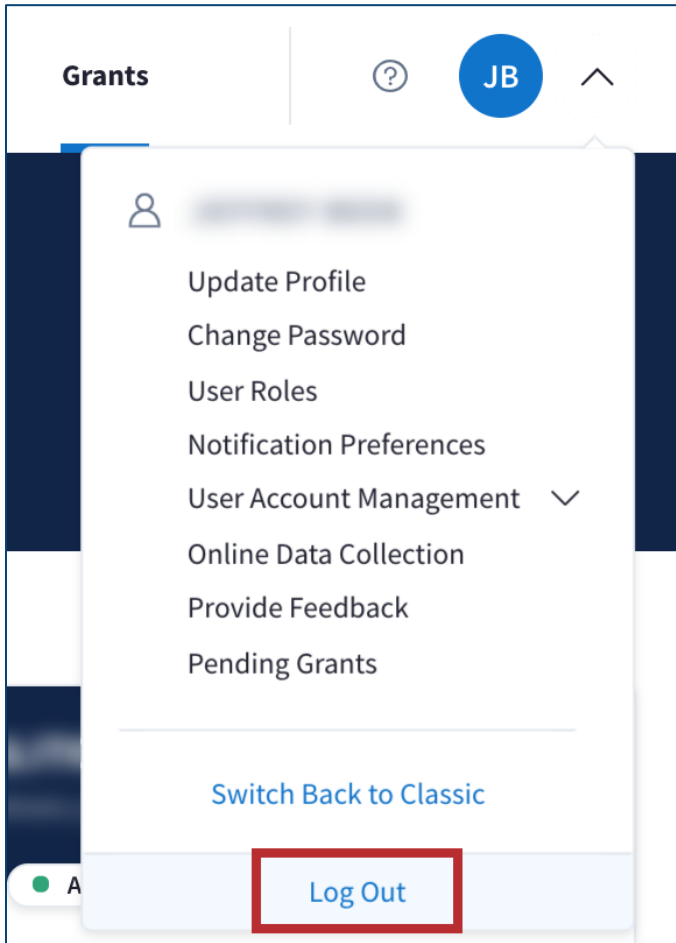 Grants
?
JB
Update Profile
Change Password
User Roles
Notification Preferences
User Account Management
Online Data Collection
Provide Feedback
Pending Grants
Switch Back to Classic
A
Log Out